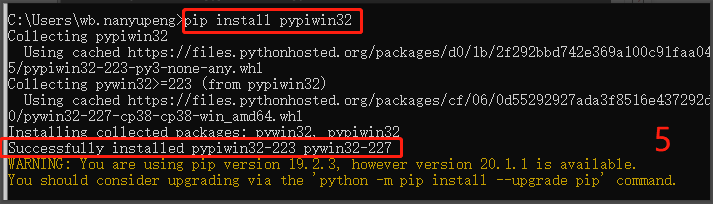 C:\Users\wb.nanyupeng>pip install pypiwin32
Collecting pypiwin32
Using cached https://files.pythonhosted.org/packages/d0/1b/2f292bbd742e369a100c91faa04
5/pypiwin32-223-py3-none-any.whl
Collecting pywin32>=223 (from pypiwin32)
Using cached https://files.pythonhosted.org/packages/cf/06/0d55292927ada3f8516e437292d
0/pywin32-227-cp38-cp38-win_amd64.whl
Installing collected packages: pywin32, pypiwin32
Successfully installed pypiwin32-223 pywin32-227
5
WARNING: You are using pip version 19.2.3, however version 20.1.1 is available.
You should consider upgrading via the 'python -m pip install --upgrade pip' command.